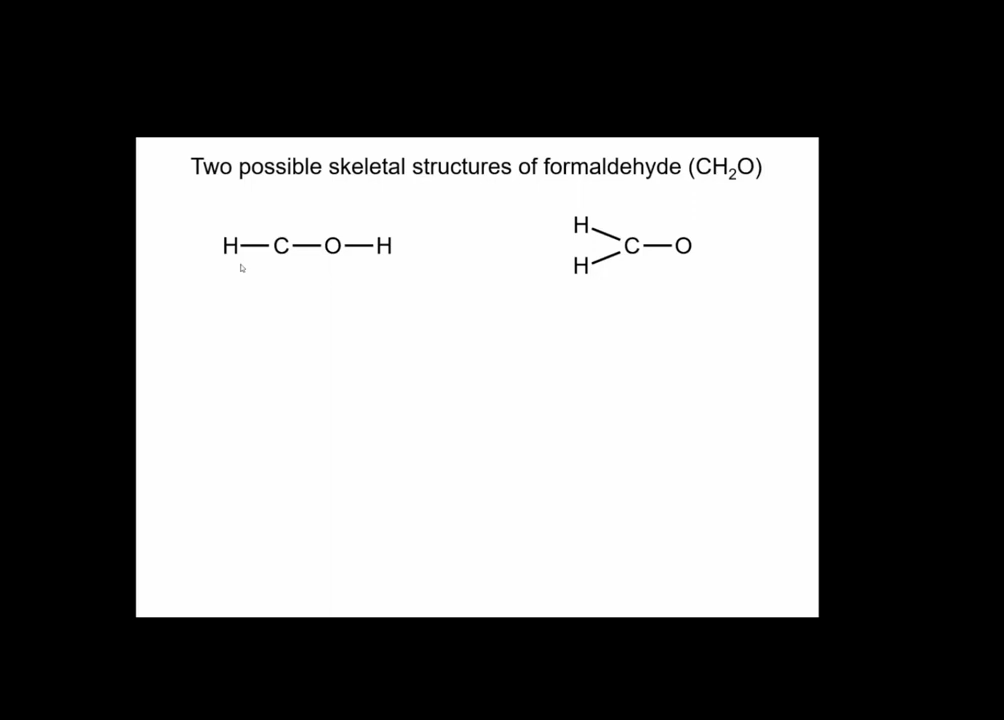 Two possible skeletal structures of formaldehyde (CH₂O)
H—C—O—H
H
C—O
H